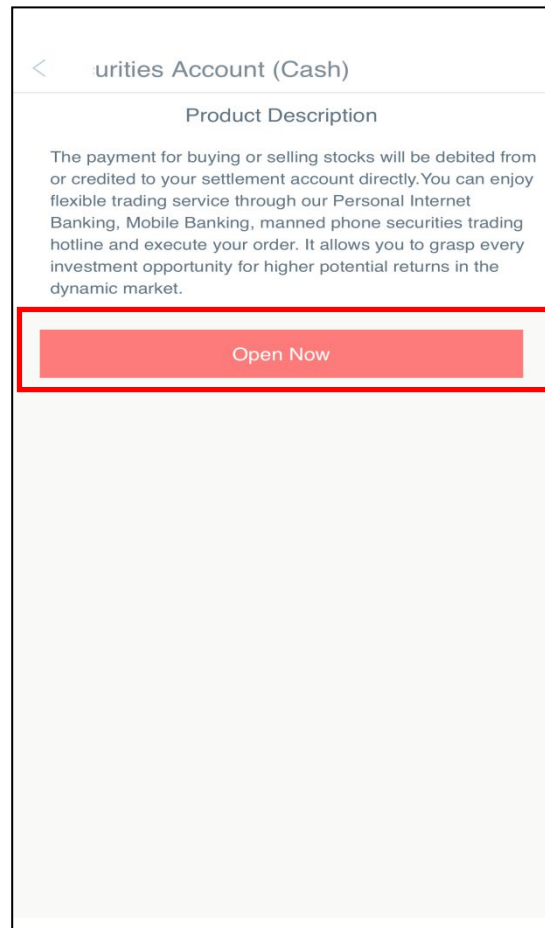 urities Account (Cash)
Product Description
The payment for buying or selling stocks will be debited from
or credited to your settlement account directly.You can enjoy
flexible trading service through our Personal Internet
Banking, Mobile Banking, manned phone securities trading
hotline and execute your order. It allows you to grasp every
investment opportunity for higher potential returns in the
dynamic market.
Open Now